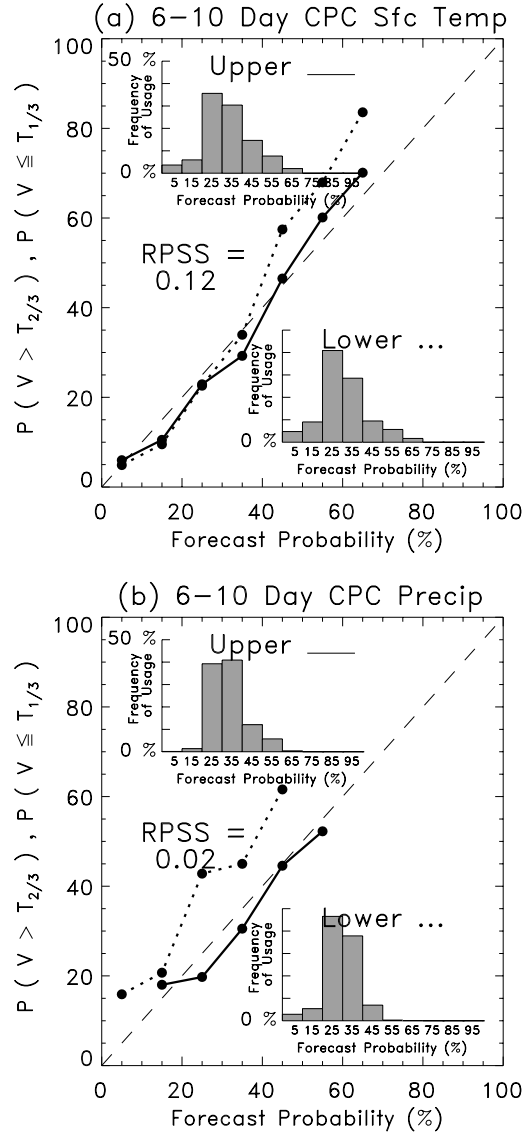 (a) 6-10 Day CPC Sfc Temp
100
80
60
40
20
0
P ( V > T2/3 ) , P ( V ≦ T1/3 )
50 %
0 %
Frequency
of Usage
Upper ___
5 15 25 35 45 55 65 75 85 95
Forecast Probability (%)
RPSS =
0.12
Lower ...
Frequency
of Usage
0 %
5 15 25 35 45 55 65 75 85 95
Forecast Probability (%)
0 20 40 60 80 100
Forecast Probability (%)
(b) 6-10 Day CPC Precip
100
80
60
40
20
0
P ( V > T2/3 ) , P ( V ≦ T1/3 )
50 %
0 %
Frequency
of Usage
Upper ___
5 15 25 35 45 55 65 75 85 95
Forecast Probability (%)
RPSS =
0.02
Lower ...
Frequency
of Usage
0 %
5 15 25 35 45 55 65 75 85 95
Forecast Probability (%)
0 20 40 60 80 100
Forecast Probability (%)